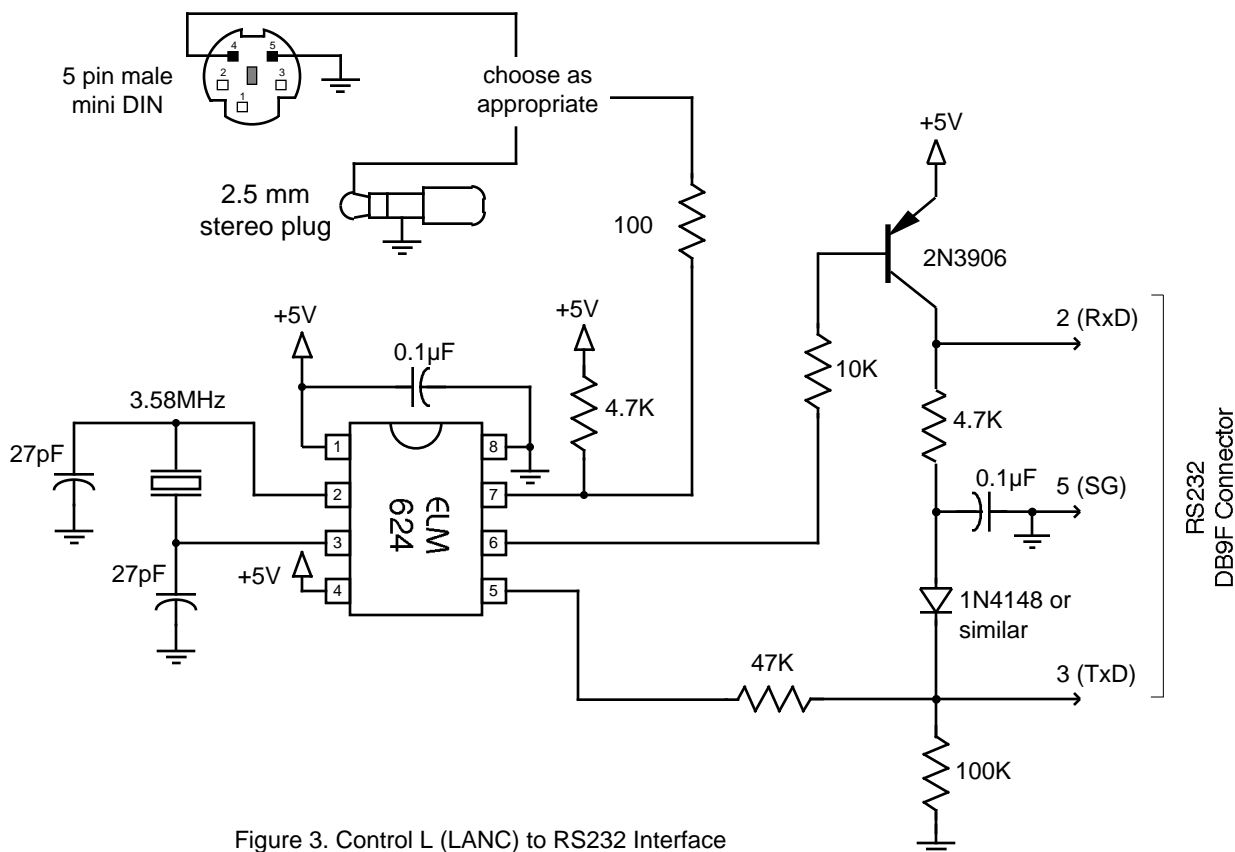 4
5
2
3
1
5 pin male
mini DIN
choose as
appropriate
2.5 mm
stereo plug
100
+5V
2N3906
+5V
0.1µF
+5V
4.7K
10K
2 (RxD)
4.7K
3.58MHz
27pF
27pF
+5V
1
2
3
4
8
7
6
5
ELM
624
0.1µF
5 (SG)
1N4148 or
similar
47K
3 (TxD)
100K
RS232
DB9F Connector
Figure 3. Control L (LANC) to RS232 Interface